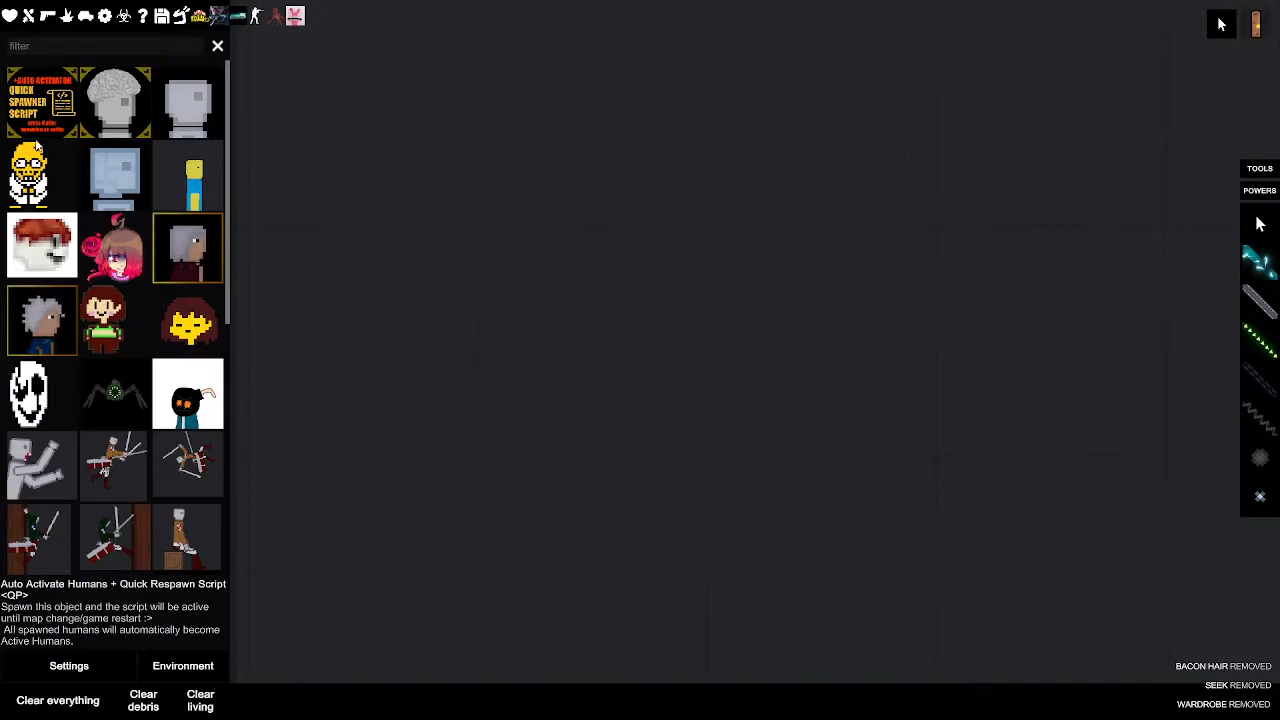 filter
+AUTO ACTIVATOR
QUICK
SPAWNER
SCRIPT
TOOLS
POWERS
Auto Activate Humans + Quick Respawn Script
<QP>
Spawn this object and the script will be active
until map change/game restart :>
All spawned humans will automatically become
Active Humans.
Settings
Environment
Clear everything
Clear
debris
Clear
living
BACON HAIR REMOVED
SEEK REMOVED
WARDROBE REMOVED